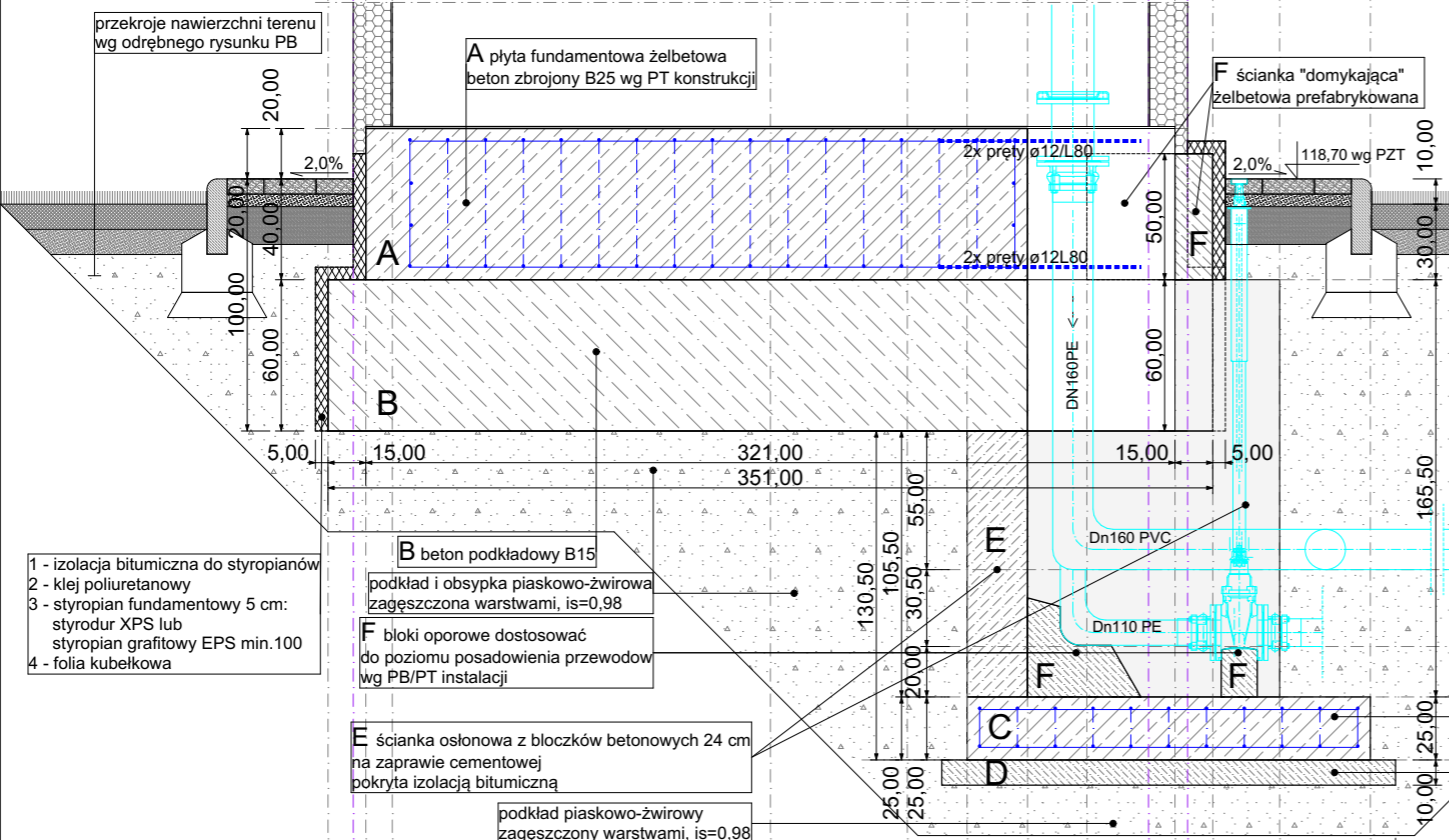 przekroje nawierzchni terenu
wg odrębnego rysunku PB
A płyta fundamentowa żelbetowa
beton zbrojony B25 wg PT konstrukcji
F ścianka "domykająca"
żelbetowa prefabrykowana
20,00
2,0%
2x pręty ø12/L80
2,0%
118,70 wg PZT
10,00
20,00
40,00
50,00
F
30,00
A
2x pręty ø12L80
100,00
60,00
B
DN160PE
60,00
5,00
15,00
321,00
15,00
5,00
351,00
165,50
55,00
E
Dn160 PVC
130,50
105,50
30,50
Dn110 PE
20,00
F
F
1 - izolacja bitumiczna do styropianów
2 - klej poliuretanowy
3 - styropian fundamentowy 5 cm:
styrodur XPS lub
styropian grafitowy EPS min.100
4 - folia kubełkowa
B beton podkładowy B15
podkład i obsypka piaskowo-żwirowa
zagęszczona warstwami, is=0,98
F bloki oporowe dostosować
do poziomu posadowienia przewodów
wg PB/PT instalacji
E ścianka osłonowa z bloczków betonowych 24 cm
na zaprawie cementowej
pokryta izolacją bitumiczną
C
25,00
D
25,00
25,00
10,00
podkład piaskowo-żwirowy
zagęszczony warstwami, is=0,98